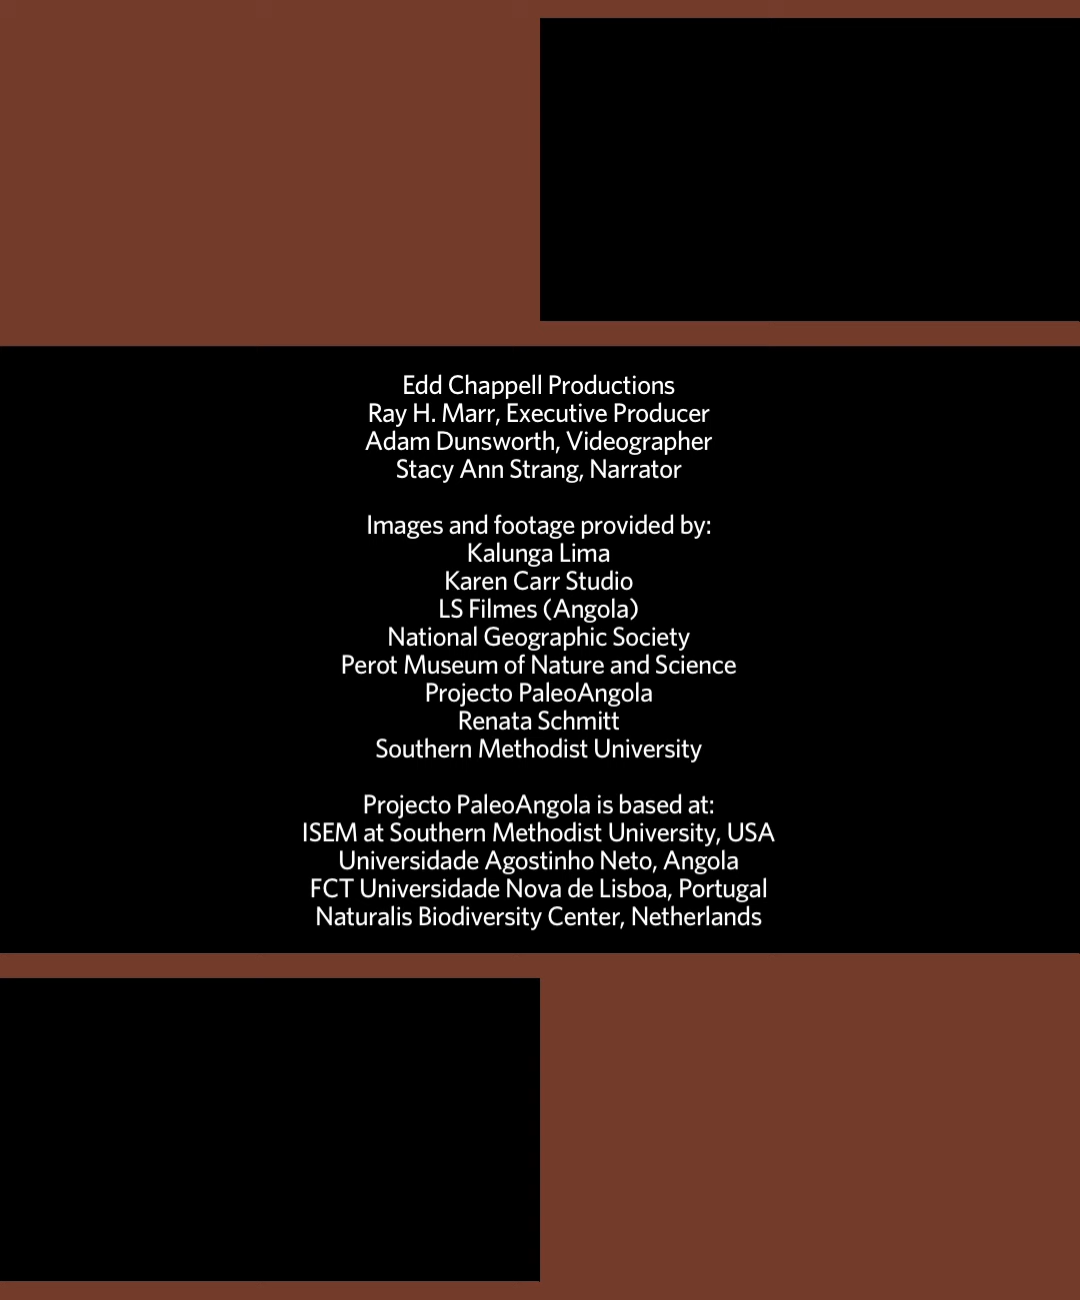 Edd Chappell Productions
Ray H. Marr, Executive Producer
Adam Dunsworth, Videographer
Stacy Ann Strang, Narrator
Images and footage provided by:
Kalunga Lima
Karen Carr Studio
LS Filmes (Angola)
National Geographic Society
Perot Museum of Nature and Science
Projecto PaleoAngola
Renata Schmitt
Southern Methodist University
Projecto PaleoAngola is based at:
ISEM at Southern Methodist University, USA
Universidade Agostinho Neto, Angola
FCT Universidade Nova de Lisboa, Portugal
Naturalis Biodiversity Center, Netherlands